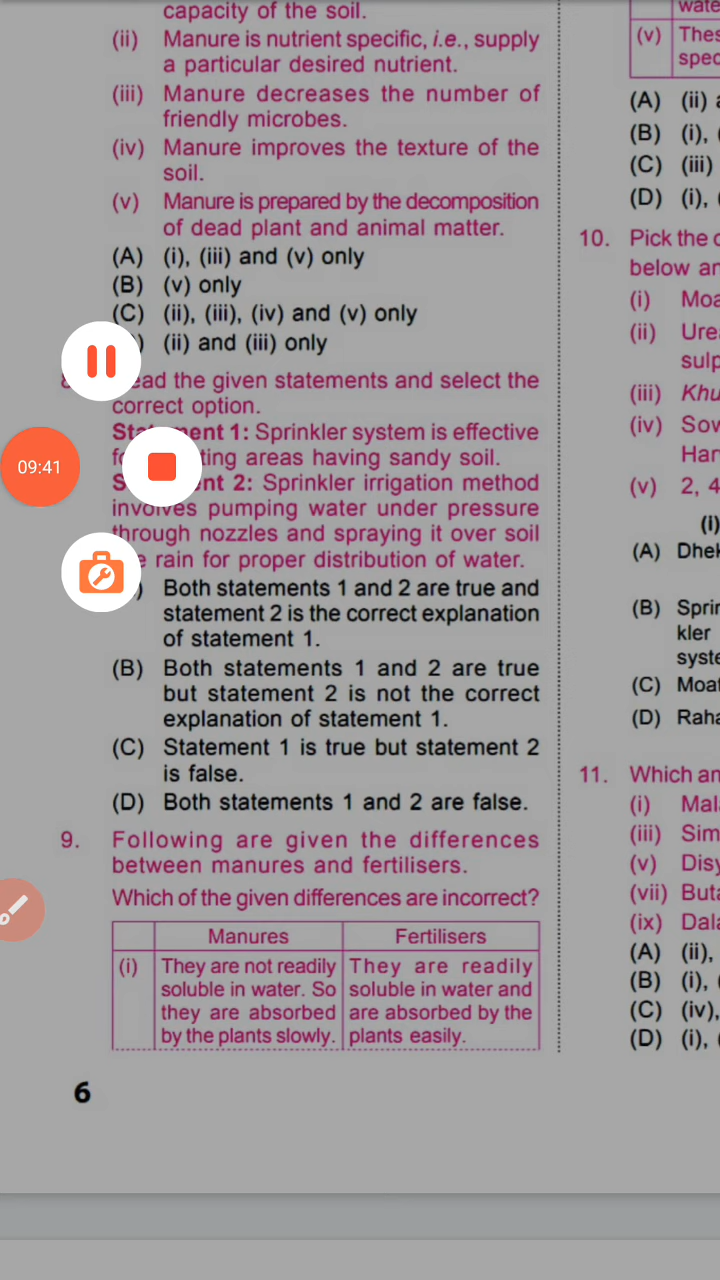 capacity of the soil.
(ii) Manure is nutrient specific, i.e., supply
a particular desired nutrient.
(iii) Manure decreases the number of
friendly microbes.
(iv) Manure improves the texture of the
soil.
(v) Manure is prepared by the decomposition
of dead plant and animal matter.
(A) (i), (iii) and (v) only
(B) (v) only
(C) (ii), (iii), (iv) and (v) only
) (ii) and (iii) only
ead the given statements and select the
correct option.
1: Sprinkler system is effective
areas having sandy soil.
2: Sprinkler irrigation method
involves pumping water under pressure
through nozzles and spraying it over soil
rain for proper distribution of water.
) Both statements 1 and 2 are true and
statement 2 is the correct explanation
of statement 1.
(B) Both statements 1 and 2 are true
but statement 2 is not the correct
explanation of statement 1.
(C) Statement 1 is true but statement 2
is false.
(D) Both statements 1 and 2 are false.
9. Following are given the differences
between manures and fertilisers.
Which of the given differences are incorrect?
Manures Fertilisers
(i) They are not readily They are readily
soluble in water. So soluble in water and
they are absorbed are absorbed by the
by the plants slowly. plants easily.
6
09:41
wate
(v) Thes
spec
(A) (ii)
(B) (i),
(C) (iii)
(D) (i),
10. Pick the
below an
(i) Moa
(ii) Ure
sulp
(iii) Khu
(iv) Sow
Har
(v) 2, 4
(i)
(A) Dhek
(B) Sprin
kler
syste
(C) Moat
(D) Raha
11. Which an
(i) Mal
(iii) Sim
(v) Disy
(vii) Buta
(ix) Dala
(A) (ii),
(B) (i),
(C) (iv),
(D) (i),